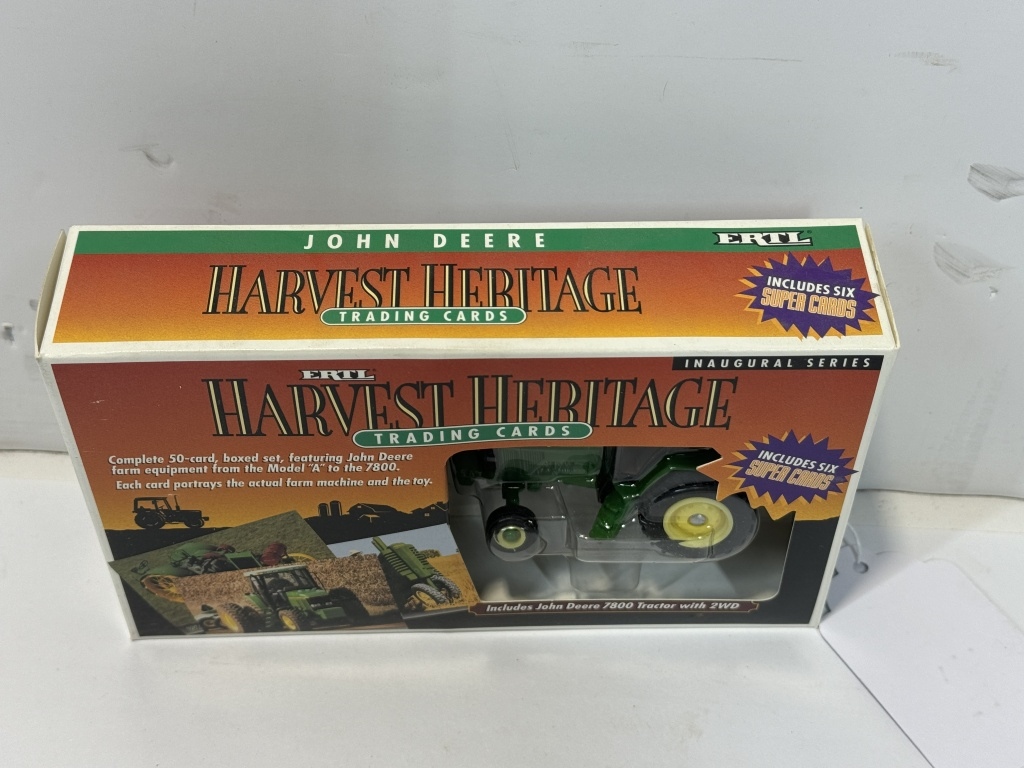 JOHN DEERE
ERTL
HARVEST HERITAGE
TRADING CARDS
INCLUDES SIX
SUPER CARDS
INAUGURAL SERIES
ERTL
HARVEST HERITAGE
TRADING CARDS
Complete 50-card, boxed set, featuring John Deere
farm equipment from the Model "A" to the 7800.
Each card portrays the actual farm machine and the toy.
INCLUDES SIX
SUPER CARDS
Includes John Deere 7800 Tractor with 2WD